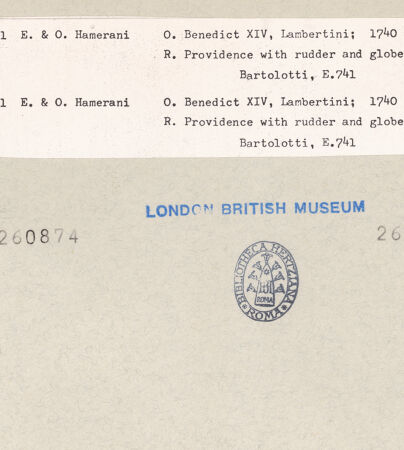 1 E. & O. Hamerani O. Benedict XIV, Lambertini; 1740
R. Providence with rudder and globe
Bartolotti, E.741
1 E. & O. Hamerani O. Benedict XIV, Lambertini; 1740
R. Providence with rudder and globe
Bartolotti, E.741
LONDON BRITISH MUSEUM
260874 26
BIBLIOTHECA HERTZIANA
ROMA
ROMA